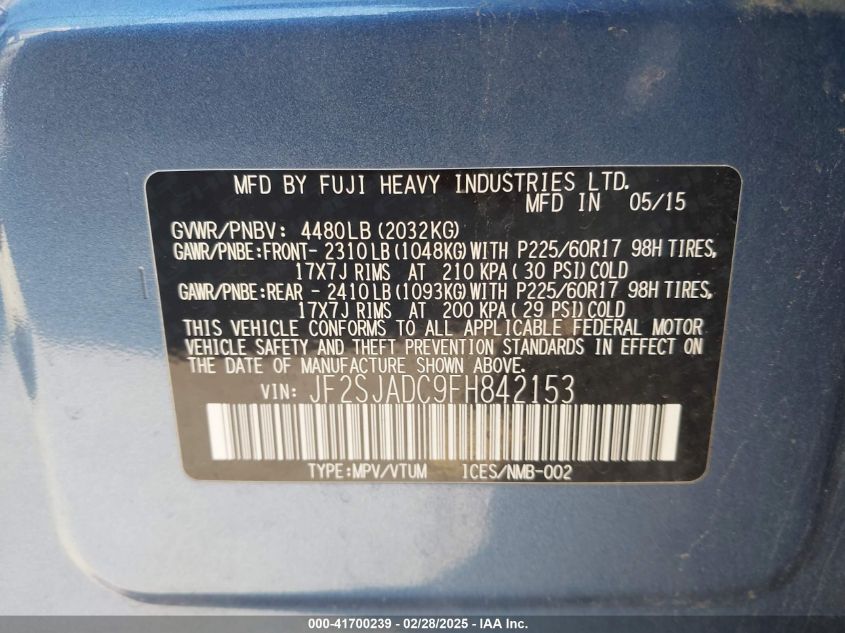 MFD BY FUJI HEAVY INDUSTRIES LTD.
MFD IN 05/15
GVWR/PNBV: 4480LB (2032KG)
GAWR/PNBE:FRONT- 2310LB (1048KG) WITH P225/60R17 98H TIRES,
17X7J RIMS AT 210 KPA ( 30 PSI) COLD
GAWR/PNBE:REAR - 2410LB (1093KG) WITH P225/60R17 98H TIRES,
17X7J RIMS AT 200 KPA ( 29 PSI) COLD
THIS VEHICLE CONFORMS TO ALL APPLICABLE FEDERAL MOTOR
VEHICLE SAFETY AND THEFT PREVENTION STANDARDS IN EFFECT ON
THE DATE OF MANUFACTURE SHOWN ABOVE.
VIN: JF2SJADC9FH842153
TYPE:MPV/VTUM ICES/NMB-002
000-41700239 - 02/28/2025 - IAA Inc.